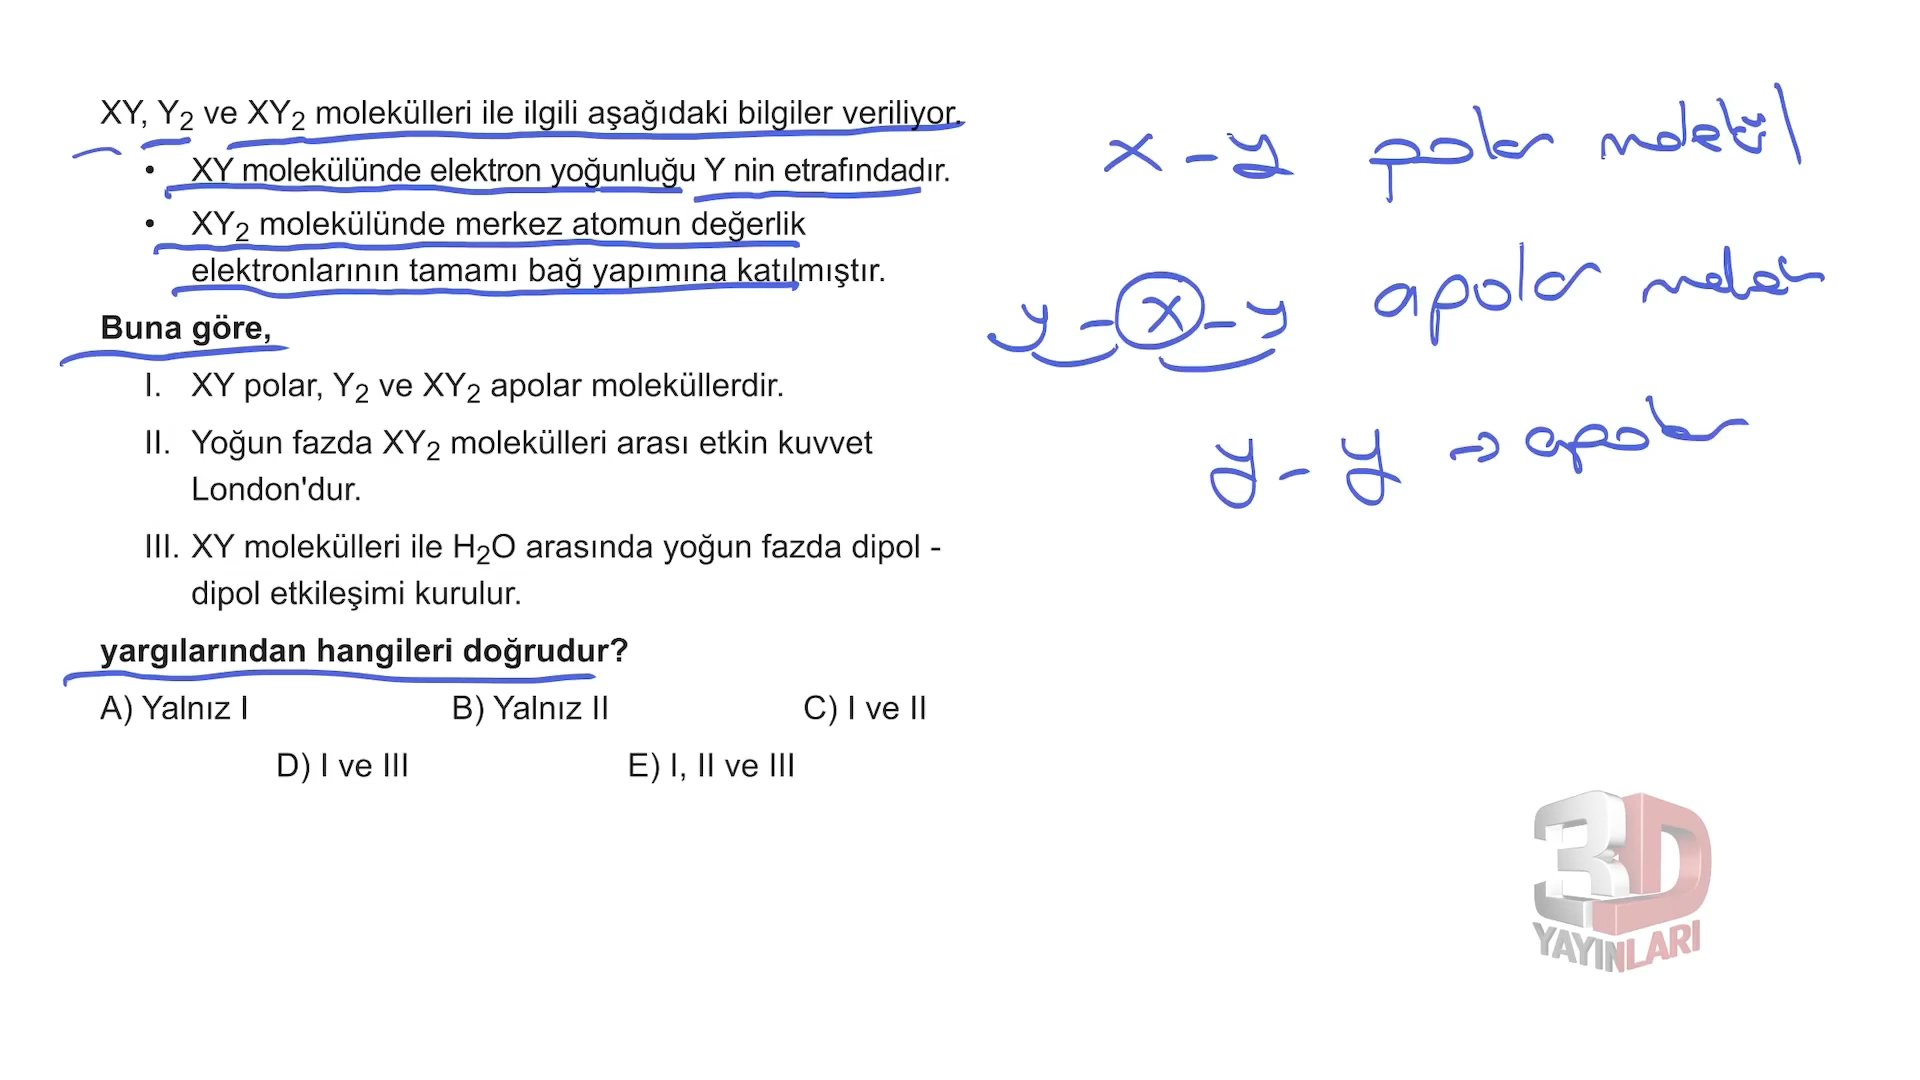 XY, Y₂ ve XY₂ molekülleri ile ilgili aşağıdaki bilgiler veriliyor.
• XY molekülünde elektron yoğunluğu Y nin etrafındadır.
• XY₂ molekülünde merkez atomun değerlik
elektronlarının tamamı bağ yapımına katılmıştır.
Buna göre,
I. XY polar, Y₂ ve XY₂ apolar moleküllerdir.
II. Yoğun fazda XY₂ molekülleri arası etkin kuvvet
London'dur.
III. XY molekülleri ile H₂O arasında yoğun fazda dipol -
dipol etkileşimi kurulur.
yargılarından hangileri doğrudur?
A) Yalnız I B) Yalnız II C) I ve II
D) I ve III E) I, II ve III
x - y polar molekül
y - x - y apolar
y - y → apolar
3D
YAYINLARI